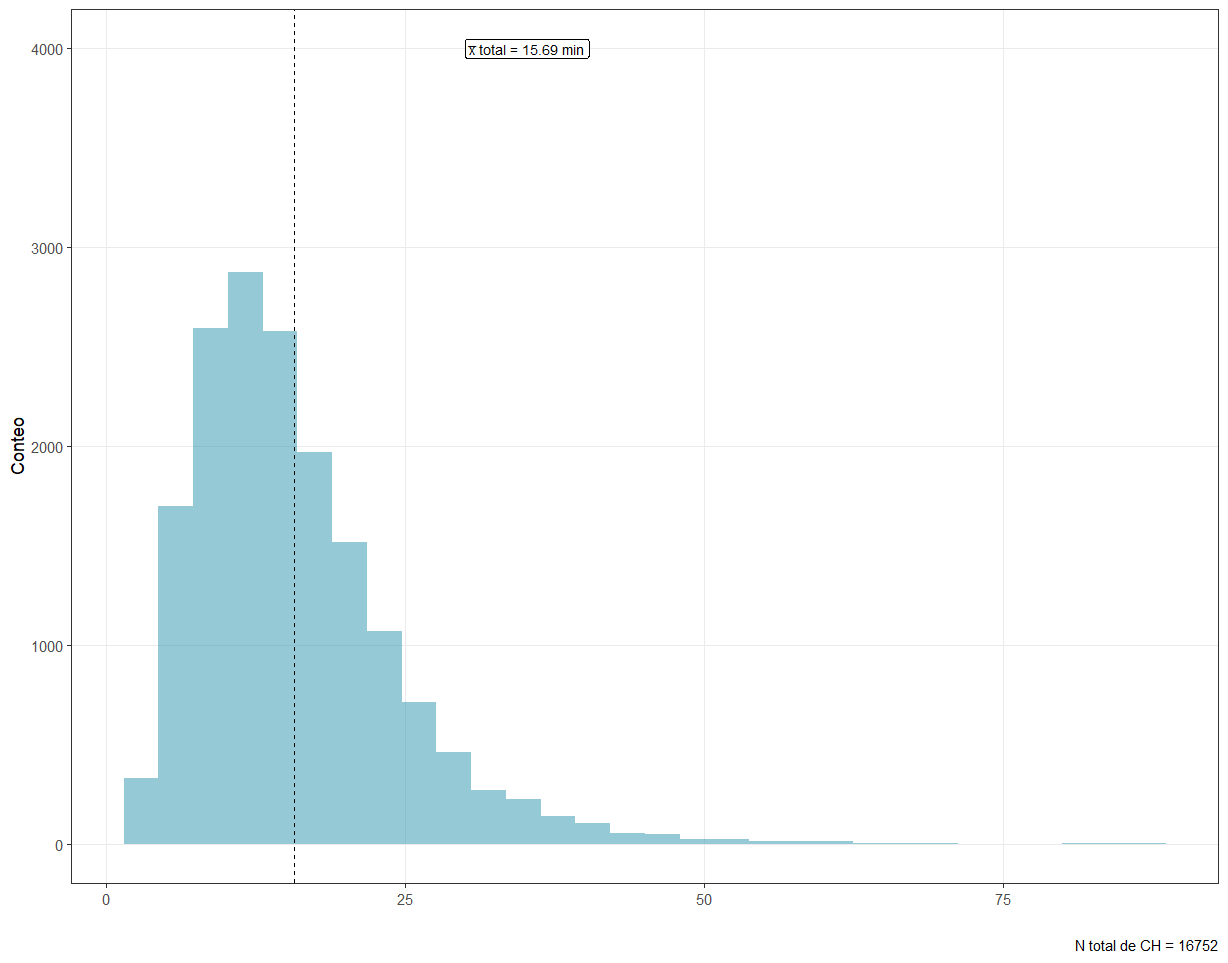 x̅ total = 15.69 min
4000
3000
2000
1000
0
Conteo
0 25 50 75
N total de CH = 16752